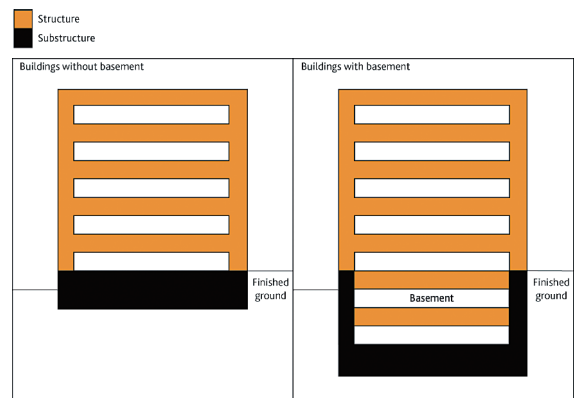 Structure
Substructure
Buildings without basement
Buildings with basement
Finished
ground
Basement
Finished
ground